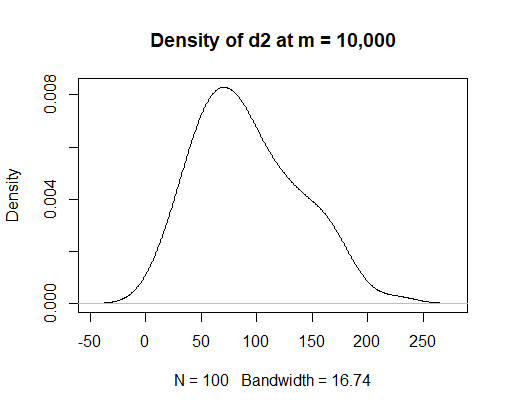 Density of d2 at m = 10,000
Density
0.008
0.004
0.000
-50 0 50 100 150 200 250
N = 100 Bandwidth = 16.74